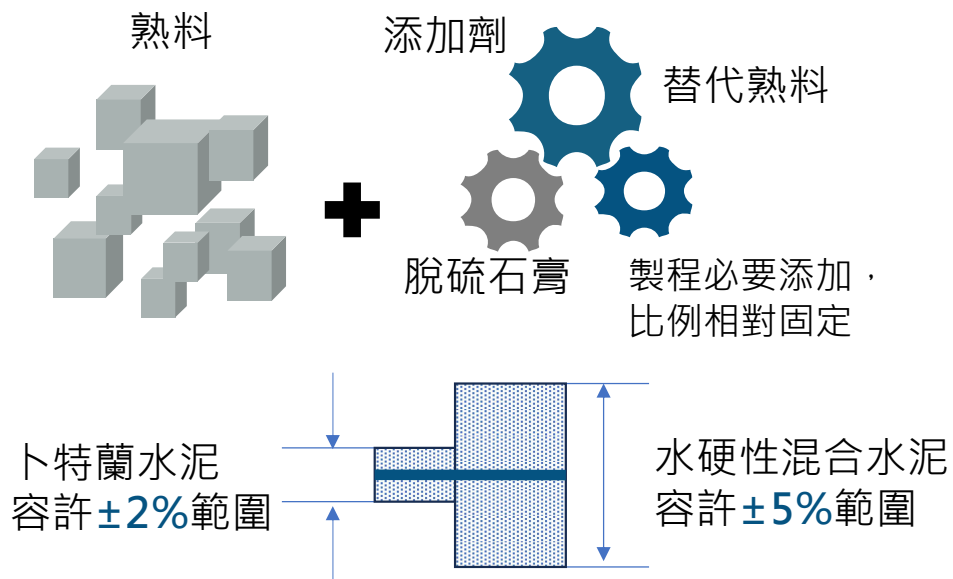 熟料
添加劑
替代熟料
脫硫石膏
製程必要添加，
比例相對固定
卜特蘭水泥
容許±2%範圍
水硬性混合水泥
容許±5%範圍